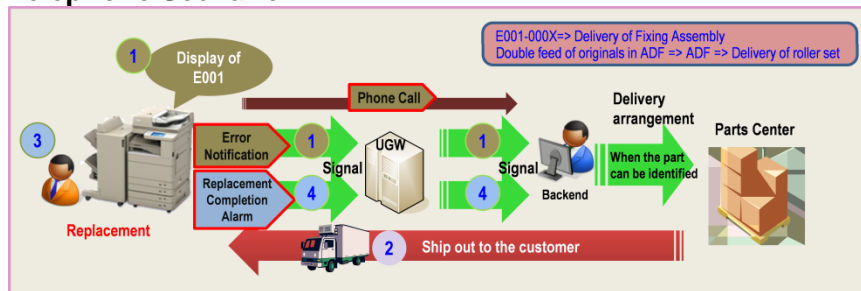 E001-000X=> Delivery of Fixing Assembly
Double feed of originals in ADF => ADF => Delivery of roller set
1
Display of
E001
Phone Call
Delivery
arrangement
Parts Center
3
Error
Notification
1
Signal
UGW
1
Signal
Backend
When the part
can be identified
Replacement
Completion
Alarm
4
4
Replacement
2
Ship out to the customer